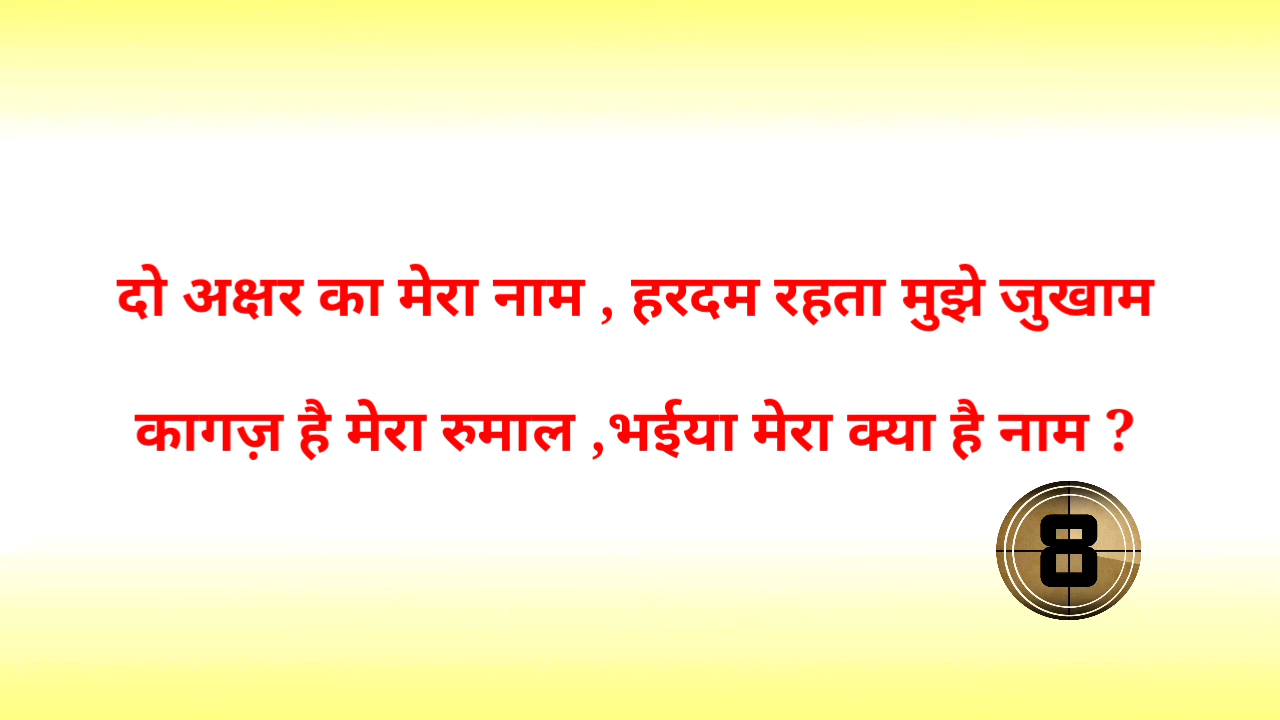 दो अक्षर का मेरा नाम , हरदम रहता मुझे जुखाम
कागज़ है मेरा रुमाल ,भईया मेरा क्या है नाम ?
8